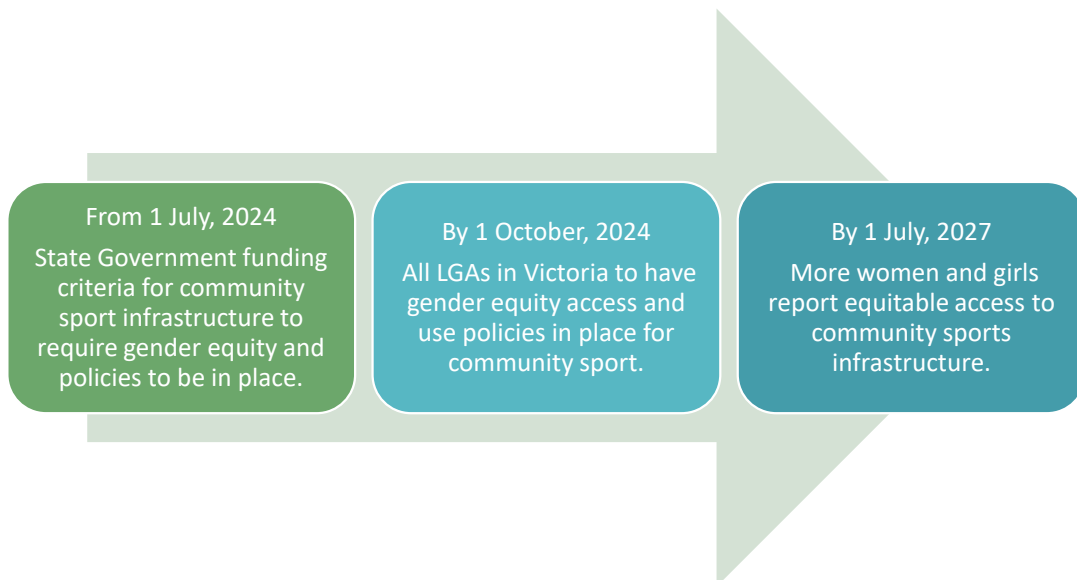 From 1 July, 2024
State Government funding
criteria for community
sport infrastructure to
require gender equity and
policies to be in place.
By 1 October, 2024
All LGAs in Victoria to have
gender equity access and
use policies in place for
community sport.
By 1 July, 2027
More women and girls
report equitable access to
community sports
infrastructure.